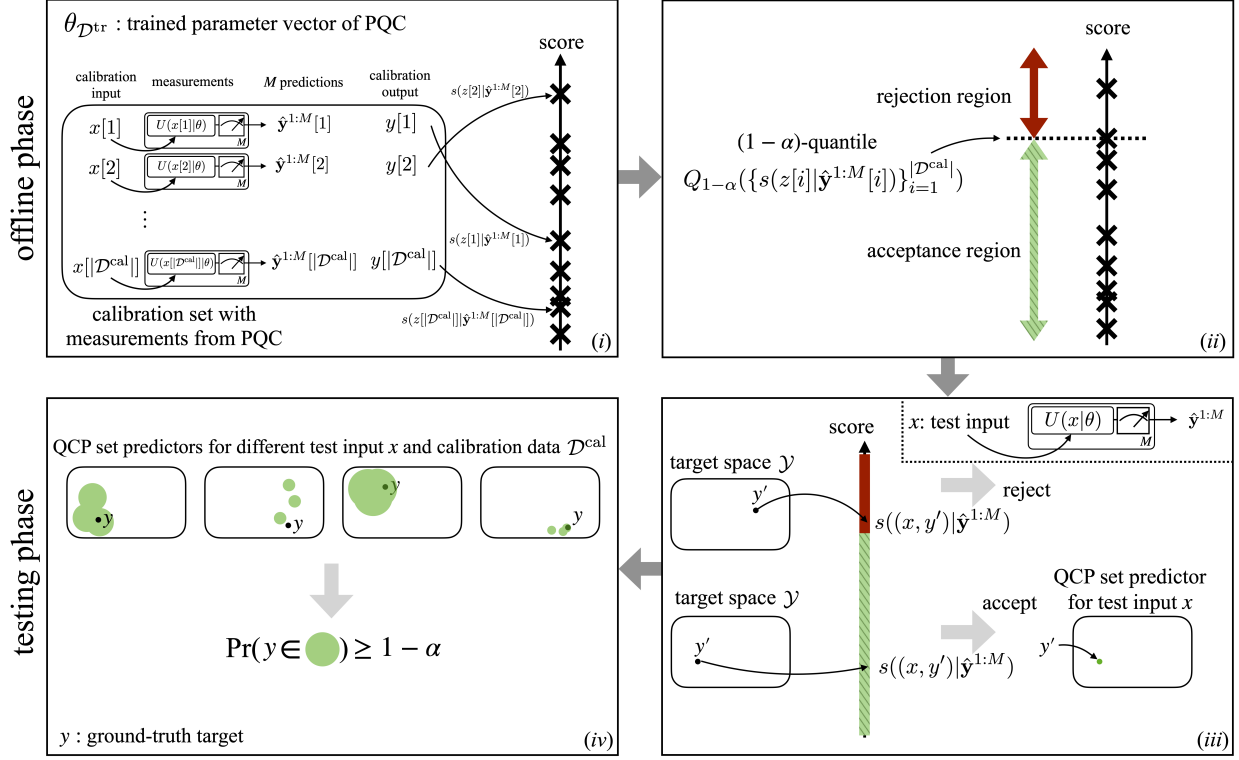 offline phase
θ_{𝒟^tr} : trained parameter vector of PQC
score
calibration input
measurements
M predictions
calibration output
x[1]
U(x[1]|θ)
M
ŷ^{1:M}[1]
y[1]
s(z[2]|ŷ^{1:M}[2])
x[2]
U(x[2]|θ)
M
ŷ^{1:M}[2]
y[2]
⋮
s(z[1]|ŷ^{1:M}[1])
x[|𝒟^cal|]
U(x[|𝒟^cal|]|θ)
M
ŷ^{1:M}[|𝒟^cal|]
y[|𝒟^cal|]
s(z[|𝒟^cal|]|ŷ^{1:M}[|𝒟^cal|])
calibration set with
measurements from PQC
(i)
score
rejection region
(1 − α)-quantile
Q_{1−α}({s(z[i]|ŷ^{1:M}[i])}_{i=1}^{|𝒟^cal|})
acceptance region
(ii)
testing phase
x: test input
U(x|θ)
M
ŷ^{1:M}
score
target space 𝒴
y′
s((x, y′)|ŷ^{1:M})
reject
target space 𝒴
y′
s((x, y′)|ŷ^{1:M})
accept
QCP set predictor
for test input x
y′
(iii)
QCP set predictors for different test input x and calibration data 𝒟^cal
y
y
y
y
Pr( y ∈ ) ≥ 1 − α
y : ground-truth target
(iv)